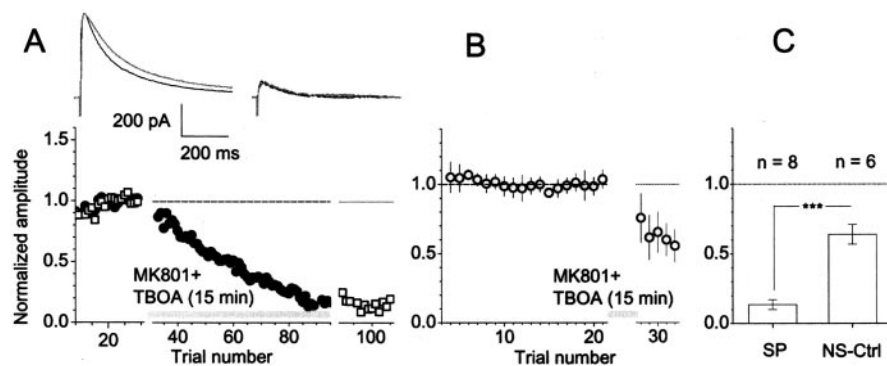 A
B
C
200 pA
200 ms
Normalized amplitude
1.5
1.0
0.5
0.0
MK801+
TBOA (15 min)
20
40
60
80
100
Trial number
1.0
0.5
0.0
MK801+
TBOA (15 min)
10
20
30
Trial number
n = 8
n = 6
1.0
***
0.5
0.0
SP
NS-Ctrl